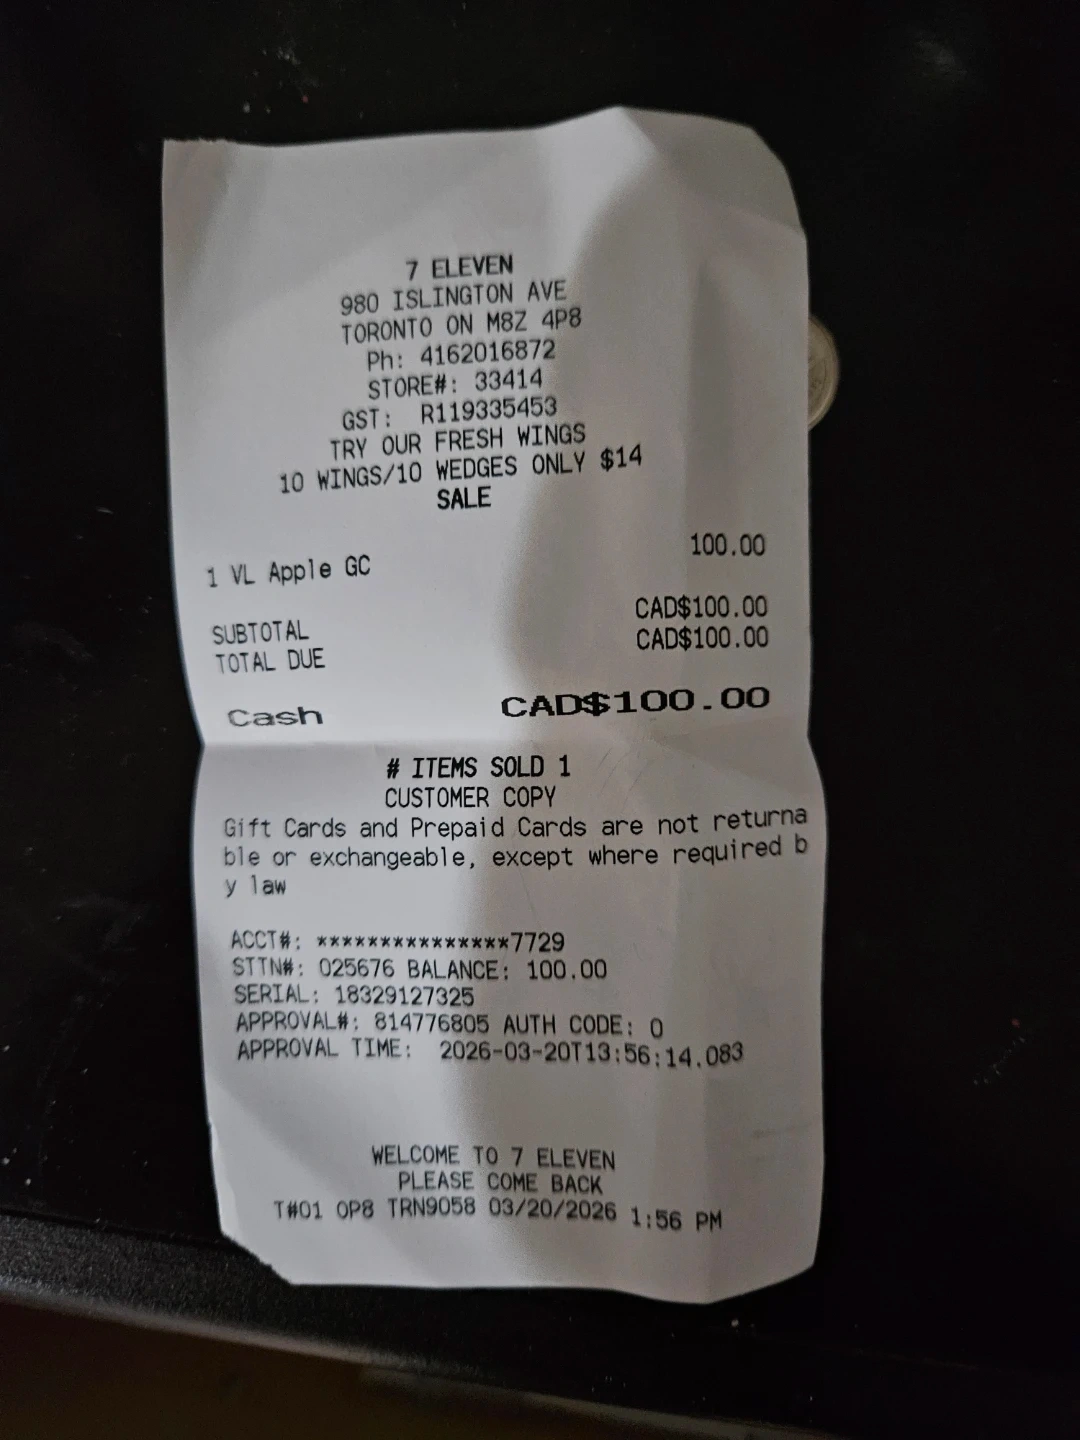 7 ELEVEN
980 ISLINGTON AVE
TORONTO ON M8Z 4P8
Ph: 4162016872
STORE#: 33414
GST: R119335453
TRY OUR FRESH WINGS
10 WINGS/10 WEDGES ONLY $14
SALE
1 VL Apple GC 100.00
SUBTOTAL CAD$100.00
TOTAL DUE CAD$100.00
Cash CAD$100.00
# ITEMS SOLD 1
CUSTOMER COPY
Gift Cards and Prepaid Cards are not returna
ble or exchangeable, except where required b
y law
ACCT#: ***************7729
STTN#: 025676 BALANCE: 100.00
SERIAL: 18329127325
APPROVAL#: 814776805 AUTH CODE: 0
APPROVAL TIME: 2026-03-20T13:56:14.083
WELCOME TO 7 ELEVEN
PLEASE COME BACK
T#01 OP8 TRN9058 03/20/2026 1:56 PM